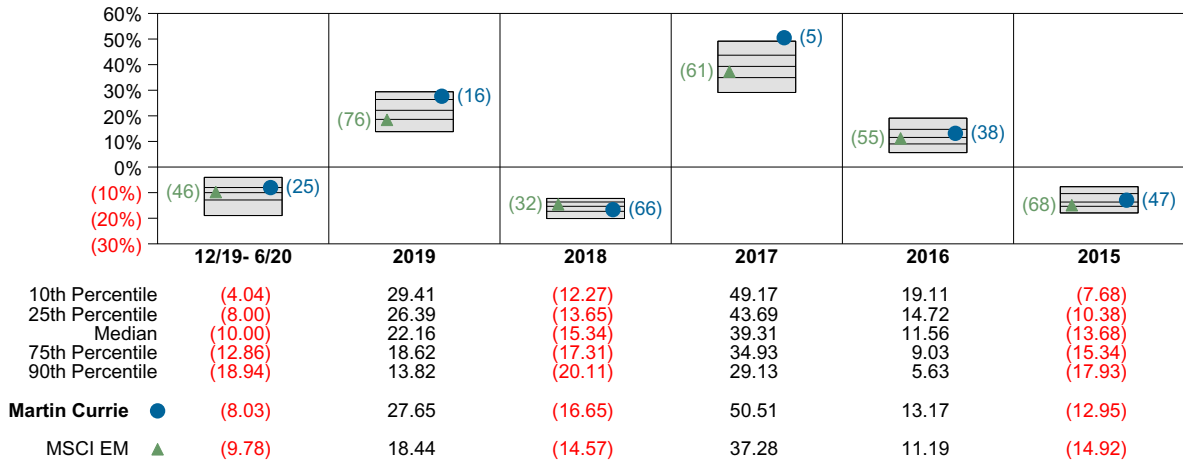 60%
50%
40%
30%
20%
10%
0%
(10%)
(20%)
(30%)
(46) (25)
(76) (16)
(32) (66)
(61) (5)
(55) (38)
(68) (47)
12/19- 6/20 2019 2018 2017 2016 2015
10th Percentile (4.04) 29.41 (12.27) 49.17 19.11 (7.68)
25th Percentile (8.00) 26.39 (13.65) 43.69 14.72 (10.38)
Median (10.00) 22.16 (15.34) 39.31 11.56 (13.68)
75th Percentile (12.86) 18.62 (17.31) 34.93 9.03 (15.34)
90th Percentile (18.94) 13.82 (20.11) 29.13 5.63 (17.93)
Martin Currie (8.03) 27.65 (16.65) 50.51 13.17 (12.95)
MSCI EM (9.78) 18.44 (14.57) 37.28 11.19 (14.92)